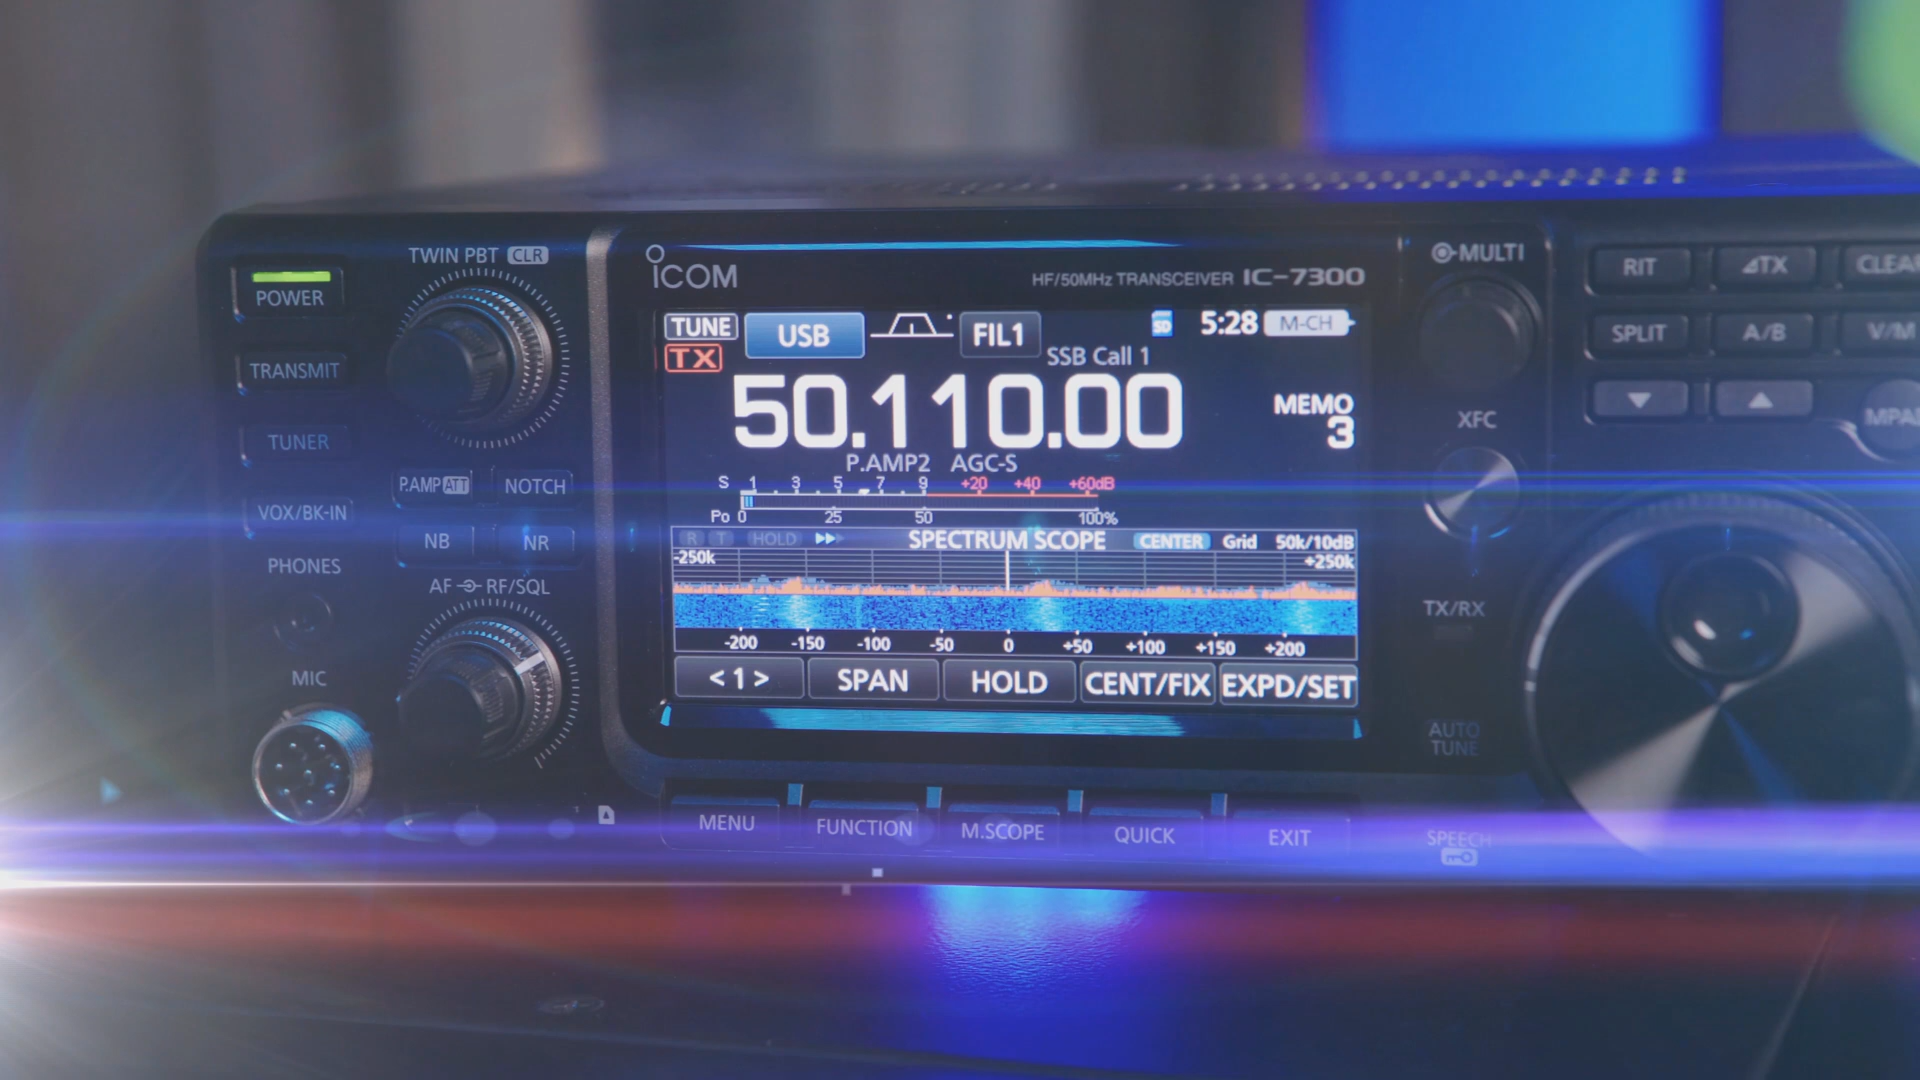 TWIN PBT CLR
POWER
TRANSMIT
TUNER
VOX/BK-IN
P.AMP ATT
NOTCH
NB
NR
PHONES
AF RF/SQL
MIC
ICOM
HF/50MHz TRANSCEIVER IC-7300
TUNE
USB
FIL1
SD
5:28
M-CH
TX
SSB Call 1
50.110.00
MEMO
3
P.AMP2 AGC-S
S 1 3 5 7 9 +20 +40 +60dB
Po 0 25 50 100%
R T HOLD
SPECTRUM SCOPE
CENTER Grid 50k/10dB
-250k
+250k
-200 -150 -100 -50 0 +50 +100 +150 +200
< 1 >
SPAN
HOLD
CENT/FIX
EXPD/SET
MENU
FUNCTION
M.SCOPE
QUICK
EXIT
MULTI
XFC
TX/RX
AUTO
TUNE
SPEECH
RIT
⊿TX
SPLIT
A/B
V/M